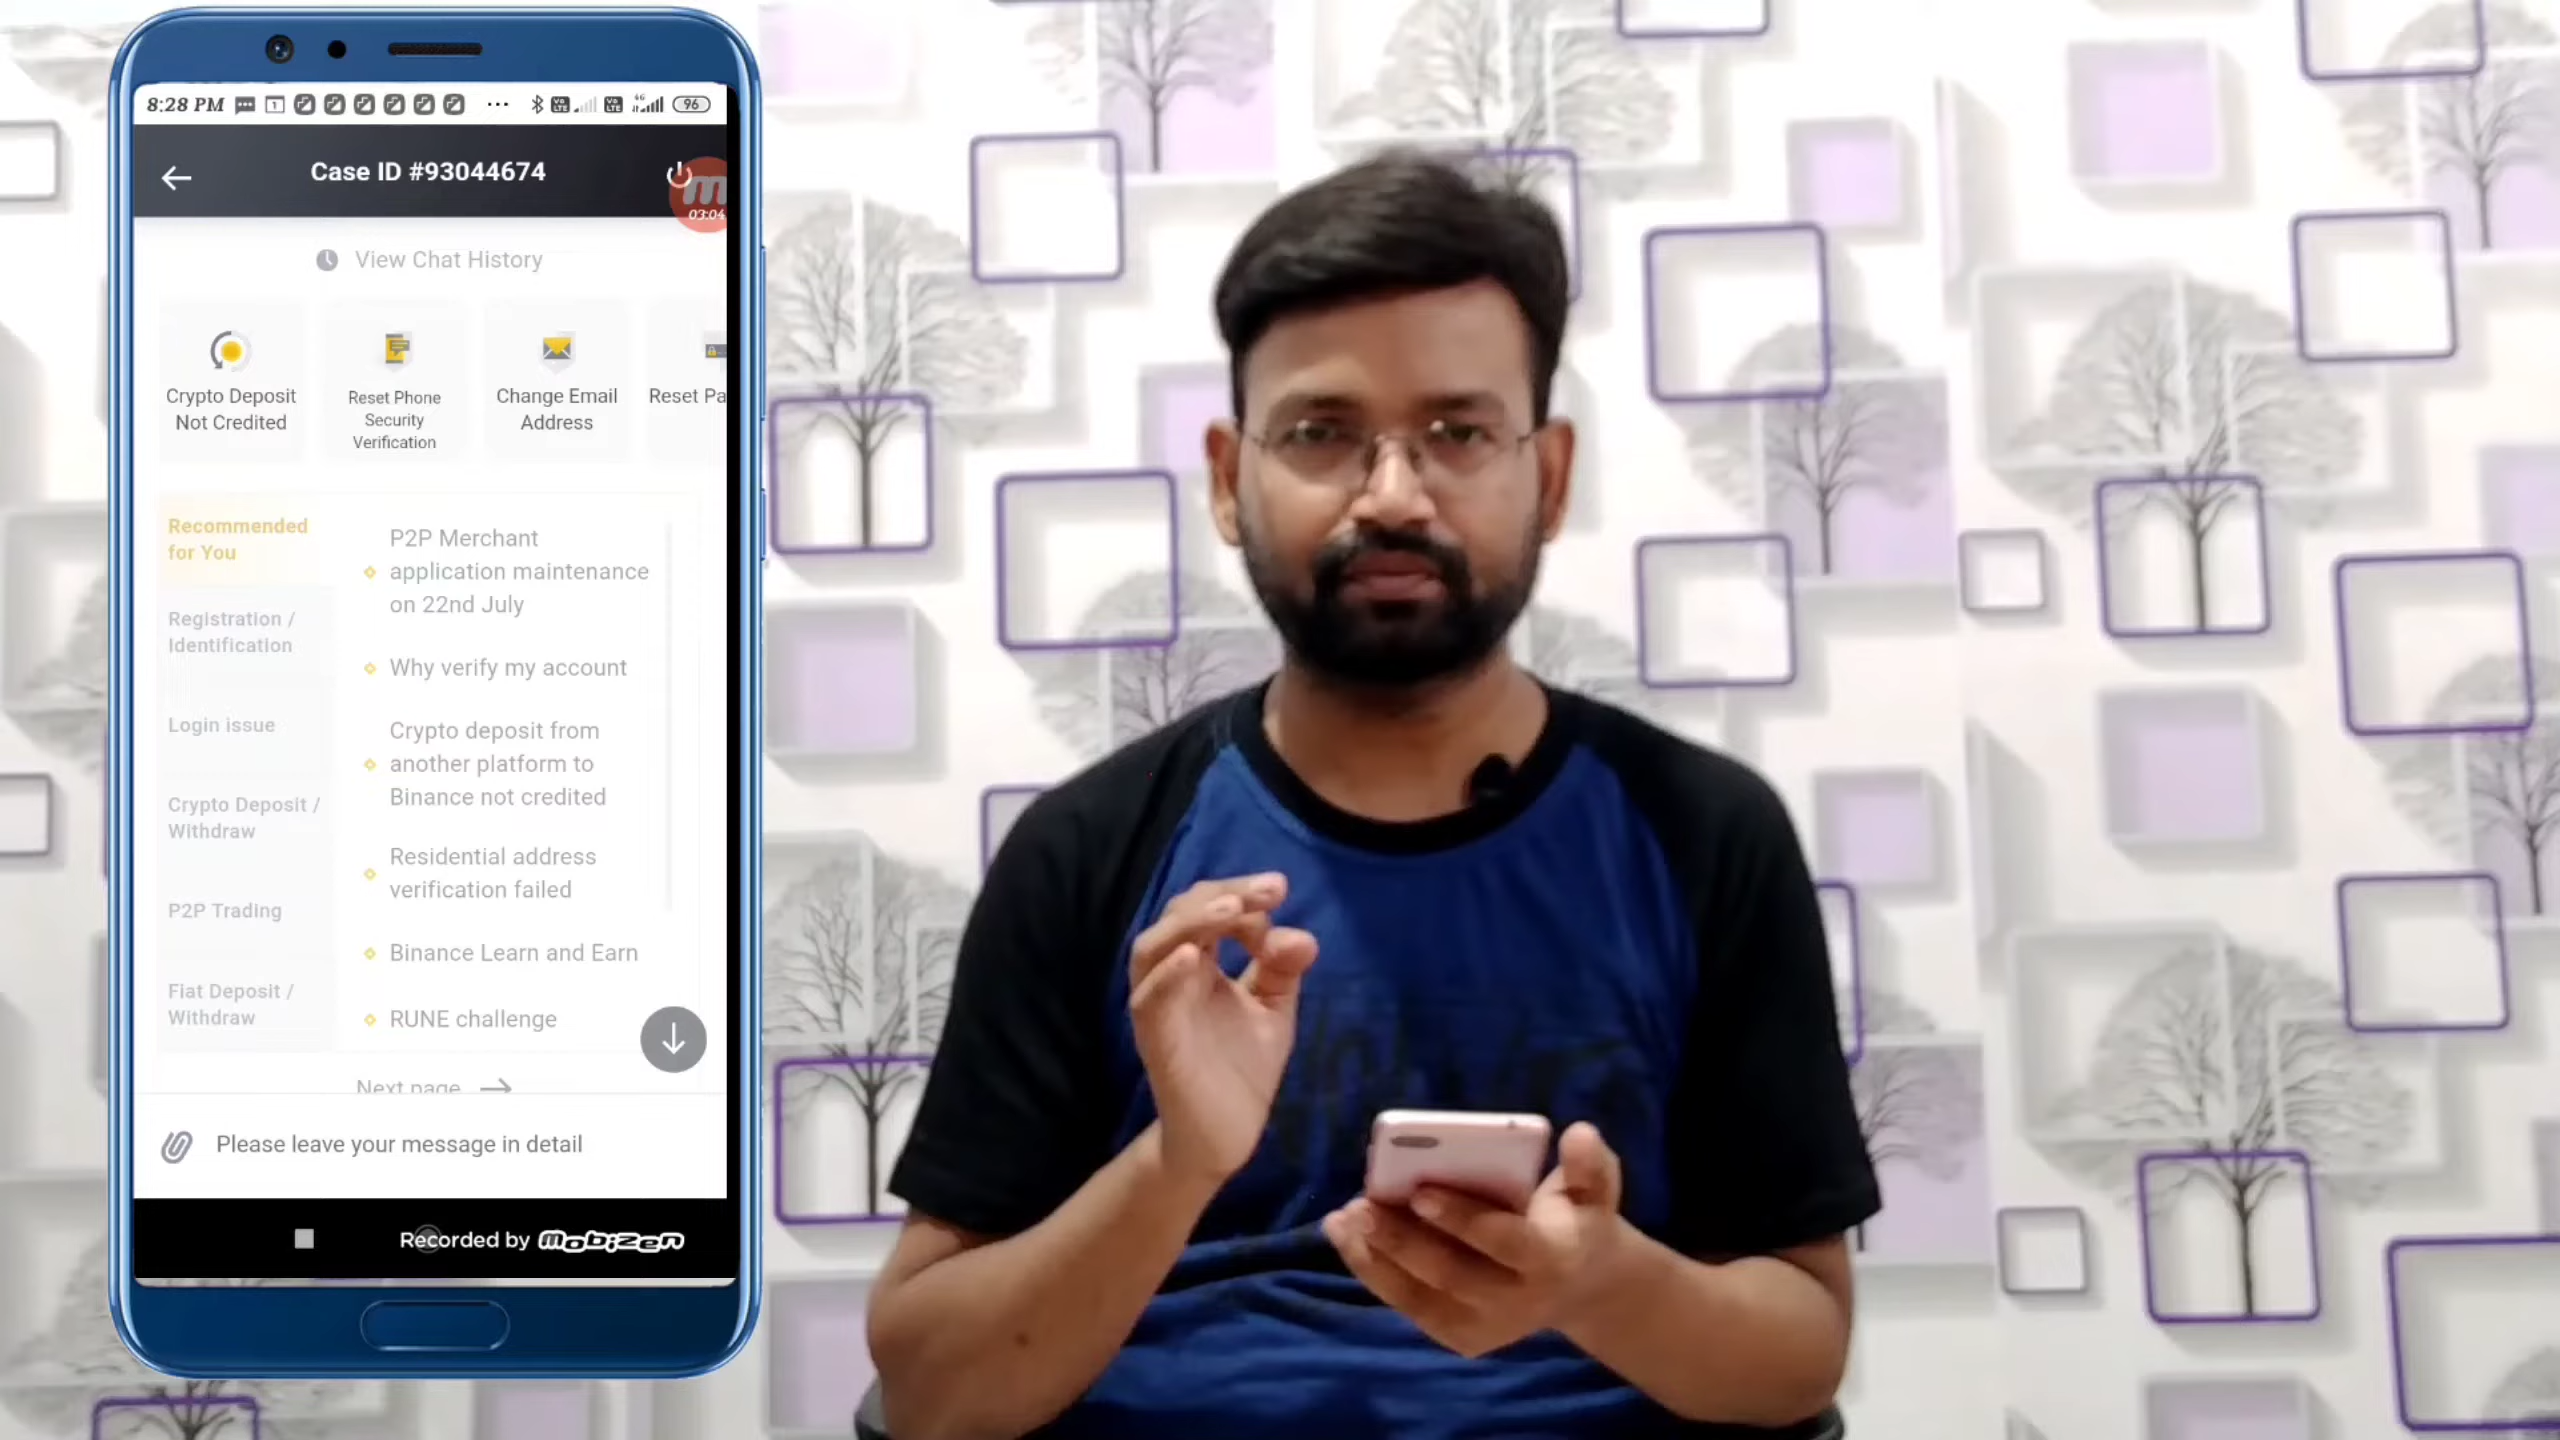 8:28 PM
96
Case ID #93044674
03:04
View Chat History
Crypto Deposit
Not Credited
Reset Phone
Security
Verification
Change Email
Address
Reset Pa
Recommended
for You
Registration /
Identification
Login issue
Crypto Deposit /
Withdraw
P2P Trading
Fiat Deposit /
Withdraw
P2P Merchant
application maintenance
on 22nd July
Why verify my account
Crypto deposit from
another platform to
Binance not credited
Residential address
verification failed
Binance Learn and Earn
RUNE challenge
Next page
Please leave your message in detail
Recorded by mobizen